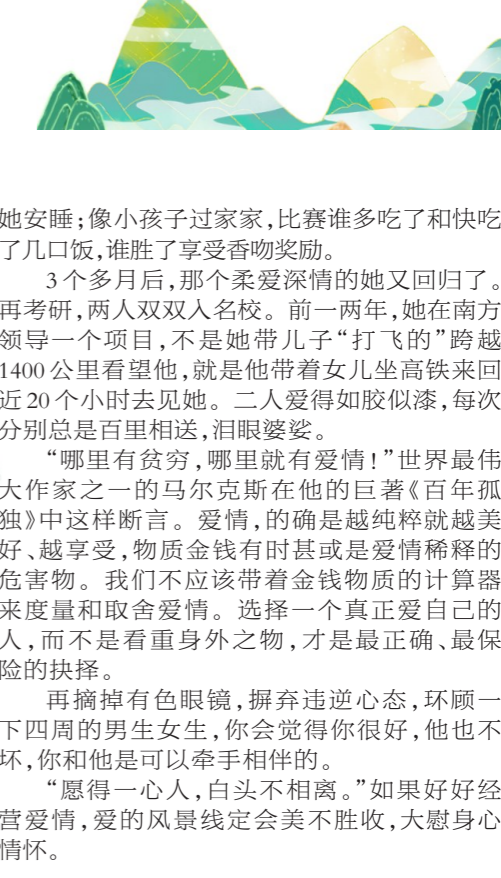 她安睡；像小孩子过家家，比赛谁多吃了和快吃
了几口饭，谁胜了享受香吻奖励。
3个多月后，那个柔爱深情的她又回归了。
再考研，两人双双入名校。前一两年，她在南方
领导一个项目，不是她带儿子“打飞的”跨越
1400公里看望他，就是他带着女儿坐高铁来回
近20个小时去见她。二人爱得如胶似漆，每次
分别总是百里相送，泪眼婆娑。
“哪里有贫穷，哪里就有爱情！”世界最伟
大作家之一的马尔克斯在他的巨著《百年孤
独》中这样断言。爱情，的确是越纯粹就越美
好、越享受，物质金钱有时甚或是爱情稀释的
危害物。我们不应该带着金钱物质的计算器
来度量和取舍爱情。选择一个真正爱自己的
人，而不是看重身外之物，才是最正确、最保
险的抉择。
再摘掉有色眼镜，摒弃违逆心态，环顾一
下四周的男生女生，你会觉得你很好，他也不
坏，你和他是可以牵手相伴的。
“愿得一心人，白头不相离。”如果好好经
营爱情，爱的风景线定会美不胜收，大慰身心
情怀。